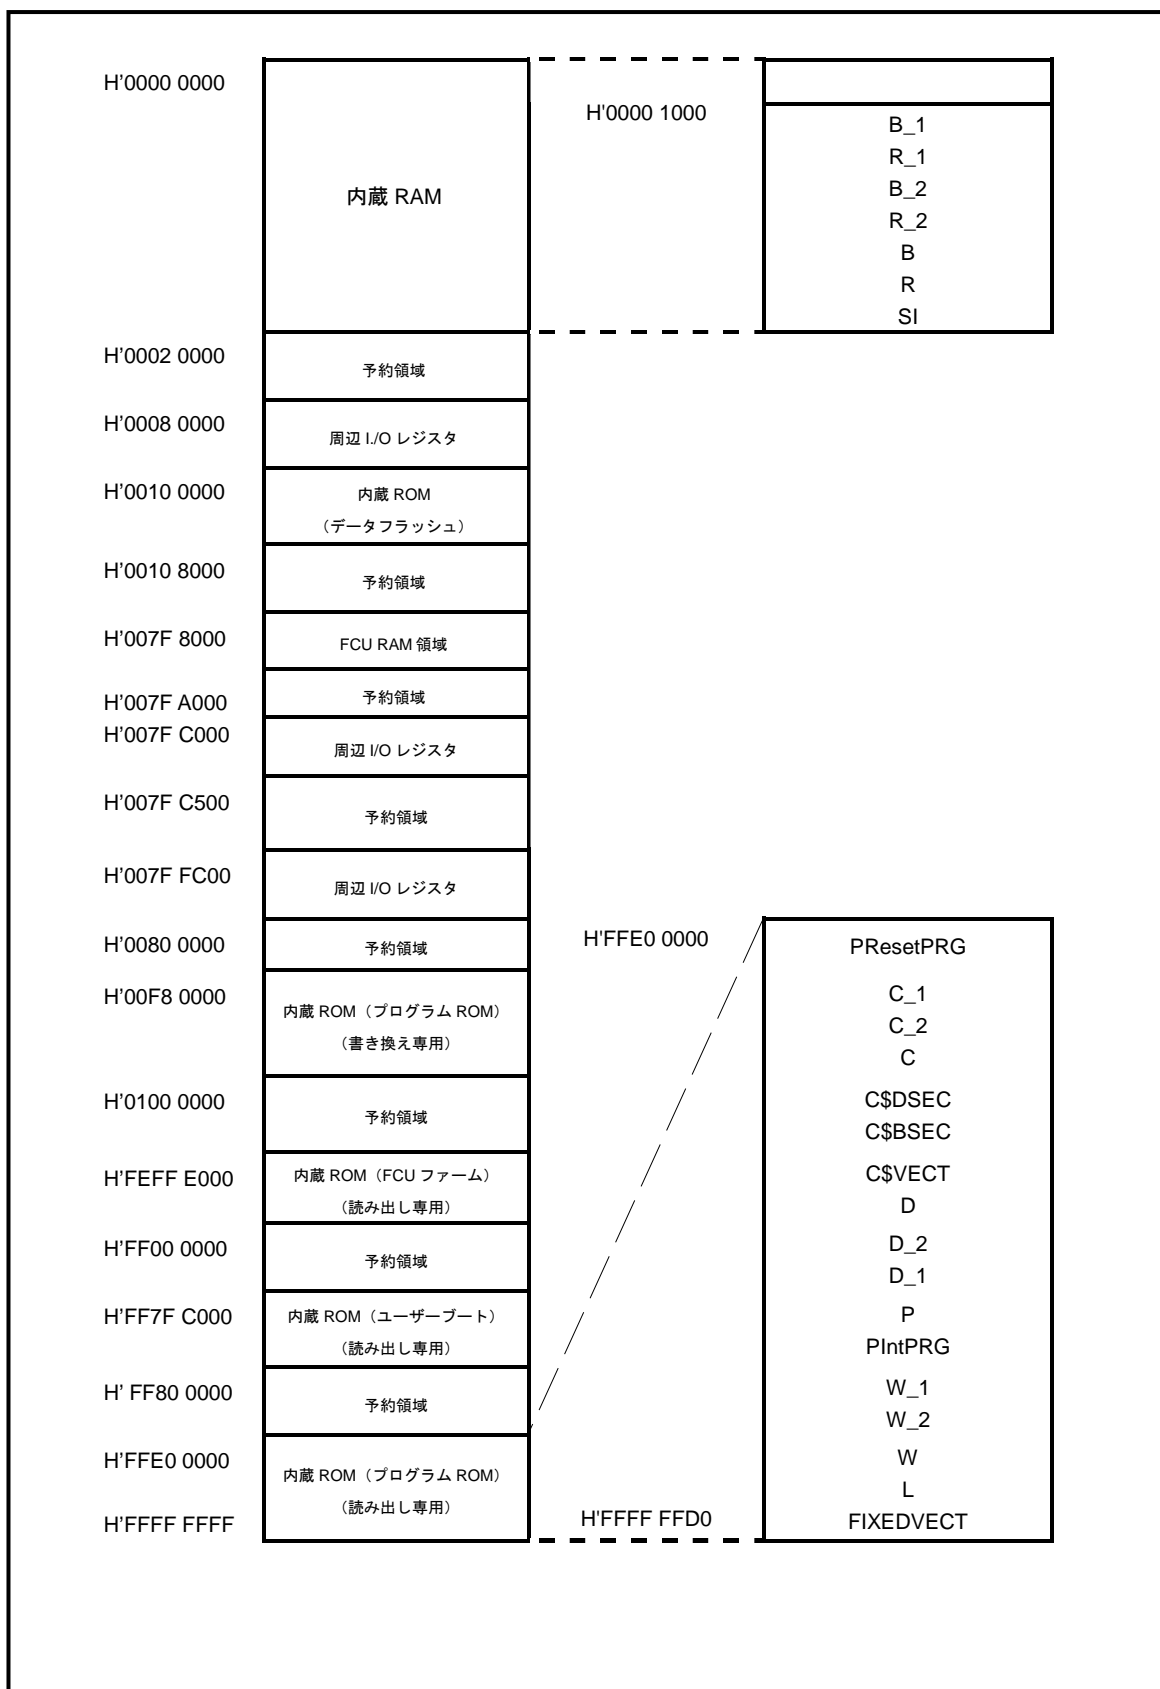 H'0000 0000
内蔵 RAM
H'0000 1000
B_1
R_1
B_2
R_2
B
R
SI
H'0002 0000
予約領域
H'0008 0000
周辺 I./O レジスタ
H'0010 0000
内蔵 ROM
（データフラッシュ）
H'0010 8000
予約領域
H'007F 8000
FCU RAM 領域
H'007F A000
予約領域
H'007F C000
周辺 I/O レジスタ
H'007F C500
予約領域
H'007F FC00
周辺 I/O レジスタ
H'0080 0000
予約領域
H'00F8 0000
内蔵 ROM（プログラム ROM）
（書き換え専用）
H'0100 0000
予約領域
H'FEFF E000
内蔵 ROM（FCU ファーム）
（読み出し専用）
H'FF00 0000
予約領域
H'FF7F C000
内蔵 ROM（ユーザーブート）
（読み出し専用）
H' FF80 0000
予約領域
H'FFE0 0000
内蔵 ROM（プログラム ROM）
（読み出し専用）
H'FFFF FFFF
H'FFE0 0000
PResetPRG
C_1
C_2
C
C$DSEC
C$BSEC
C$VECT
D
D_2
D_1
P
PIntPRG
W_1
W_2
W
L
H'FFFF FFD0
FIXEDVECT